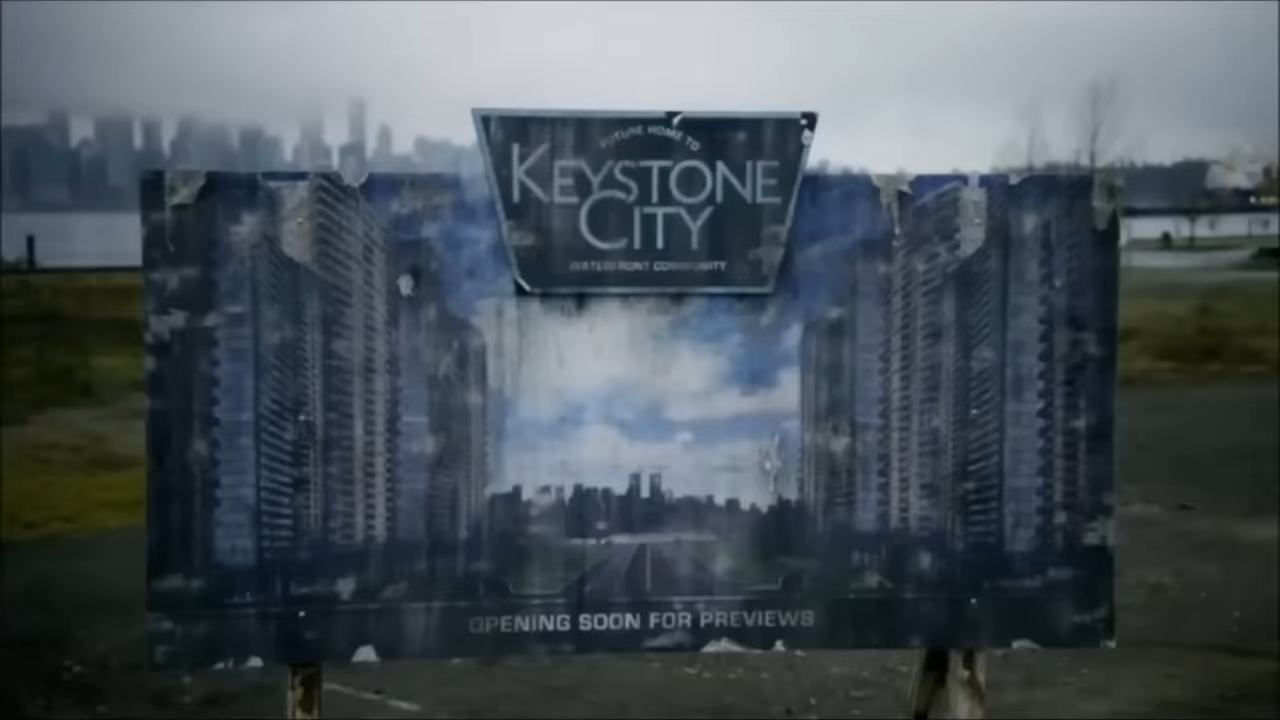 FUTURE HOME TO
KEYSTONE
CITY
WATERFRONT COMMUNITY
OPENING SOON FOR PREVIEWS